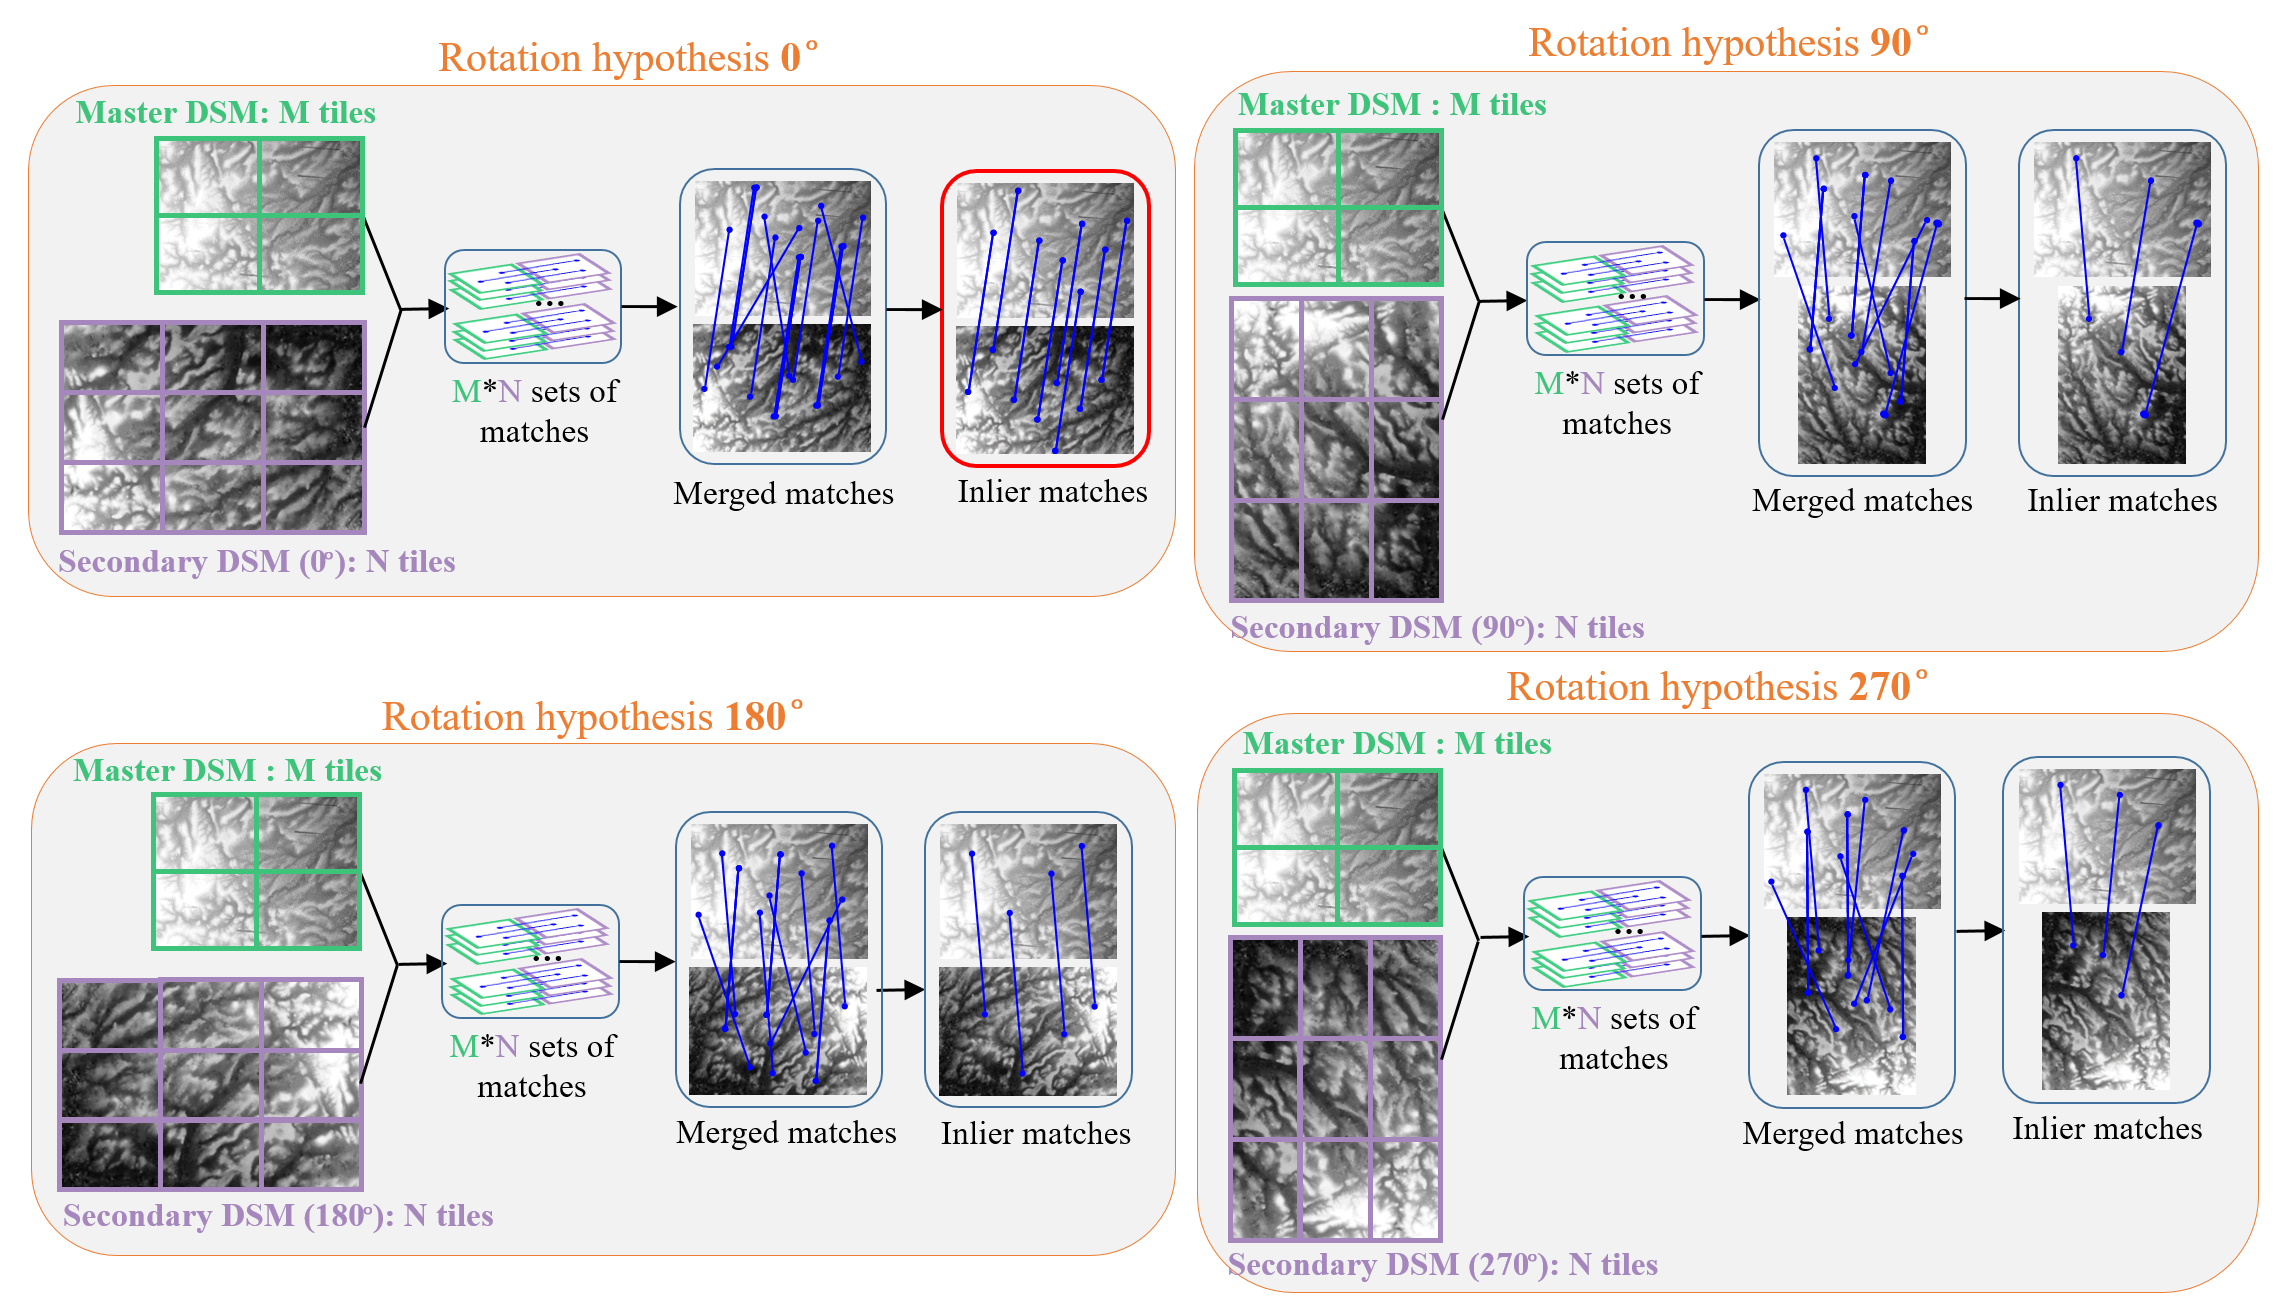 Rotation hypothesis 0°
Master DSM: M tiles
M*N sets of
matches
Merged matches
Inlier matches
Secondary DSM (0°): N tiles
Rotation hypothesis 90°
Master DSM : M tiles
M*N sets of
matches
Merged matches
Inlier matches
Secondary DSM (90°): N tiles
Rotation hypothesis 180°
Master DSM : M tiles
M*N sets of
matches
Merged matches
Inlier matches
Secondary DSM (180°): N tiles
Rotation hypothesis 270°
Master DSM : M tiles
M*N sets of
matches
Merged matches
Inlier matches
Secondary DSM (270°): N tiles